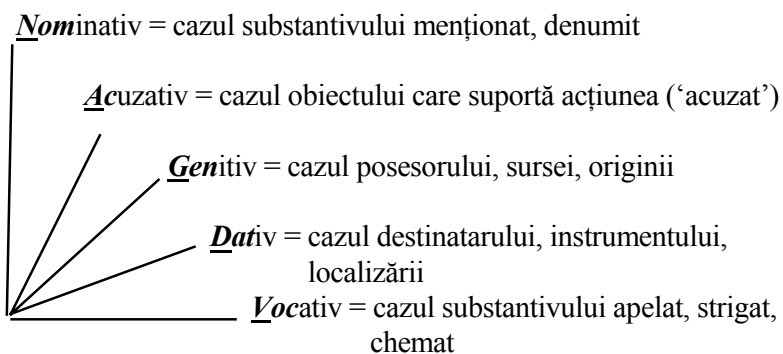 Nominativ = cazul substantivului menționat, denumit
Acuzativ = cazul obiectului care suportă acțiunea (‘acuzat’)
Genitiv = cazul posesorului, sursei, originii
Dativ = cazul destinatarului, instrumentului,
localizării
Vocativ = cazul substantivului apelat, strigat,
chemat